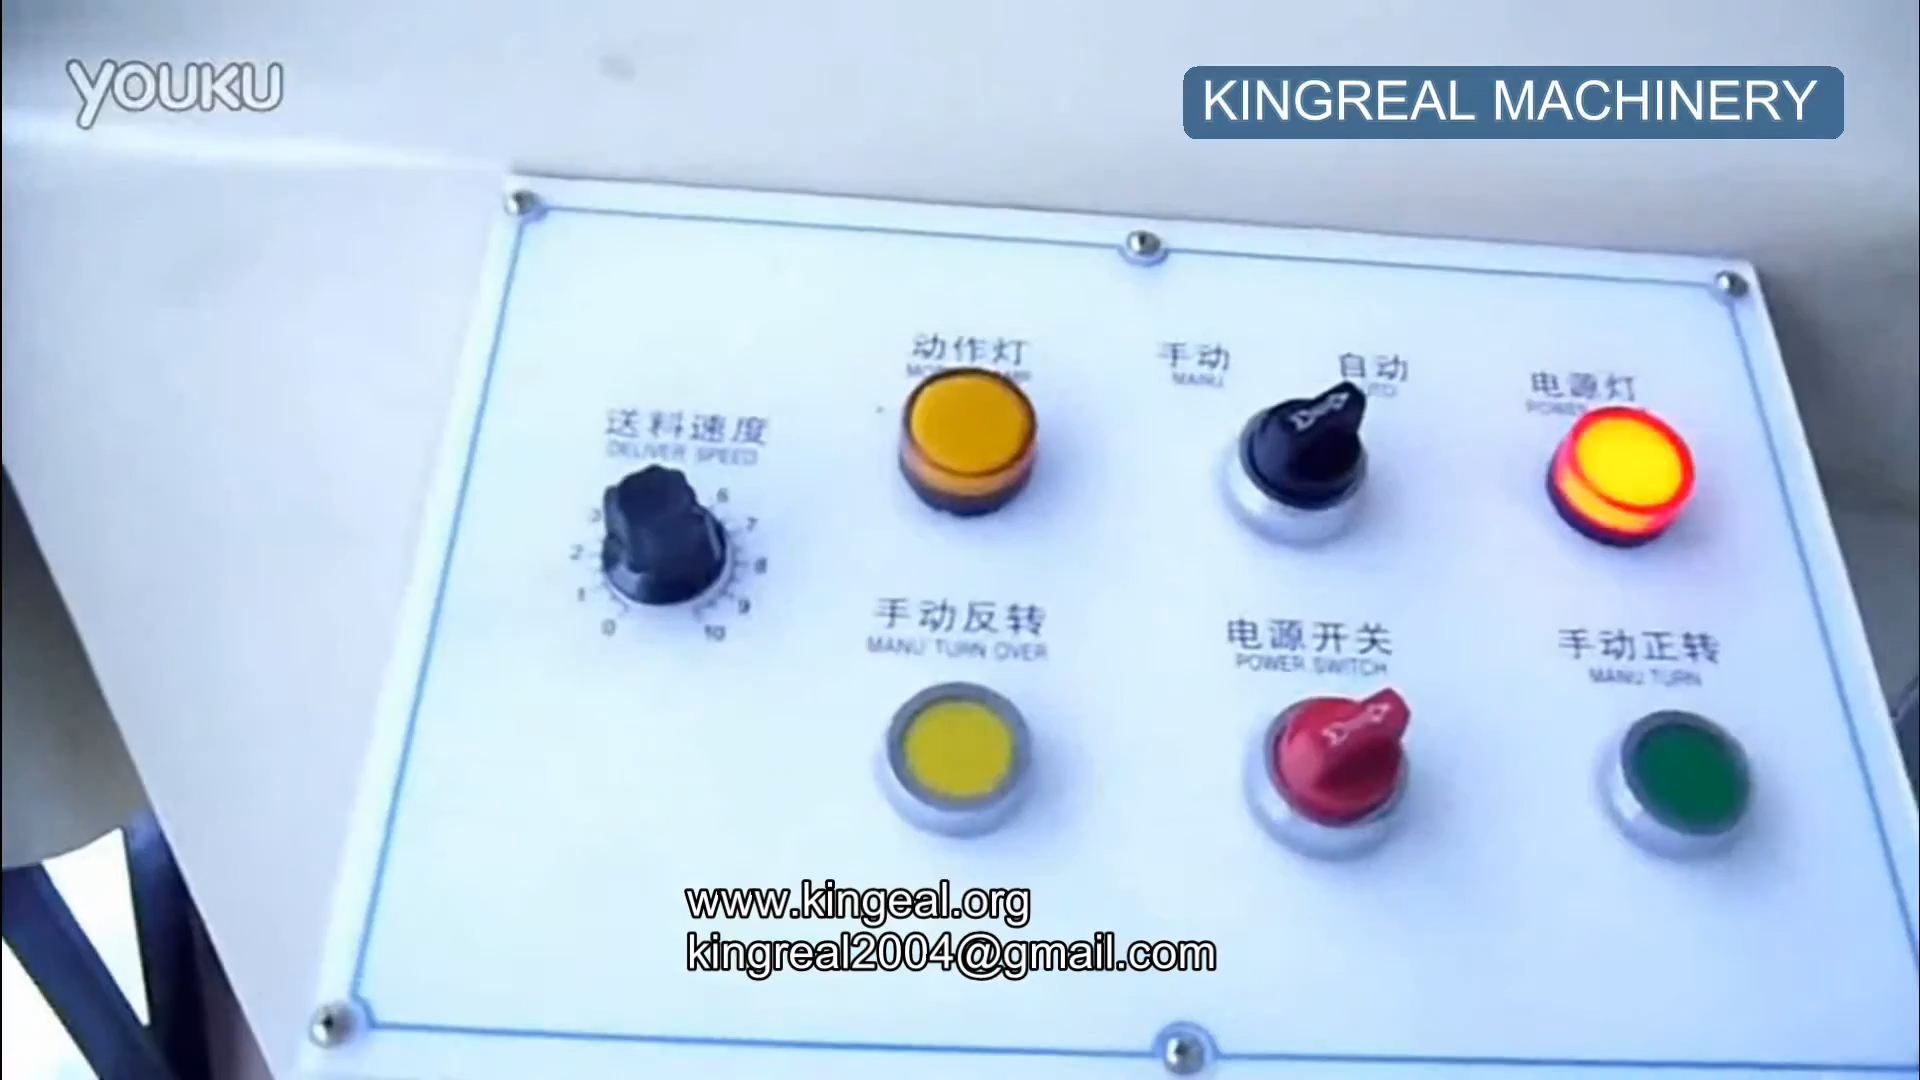 YOUKU
KINGREAL MACHINERY
动作灯
手动
MANU
自动
电源灯
POWER
送料速度
DELIVER SPEED
0 1 2 3 6 7 8 9 10
手动反转
MANU TURN OVER
电源开关
POWER SWITCH
手动正转
MANU TURN
www.kingeal.org
kingreal2004@gmail.com